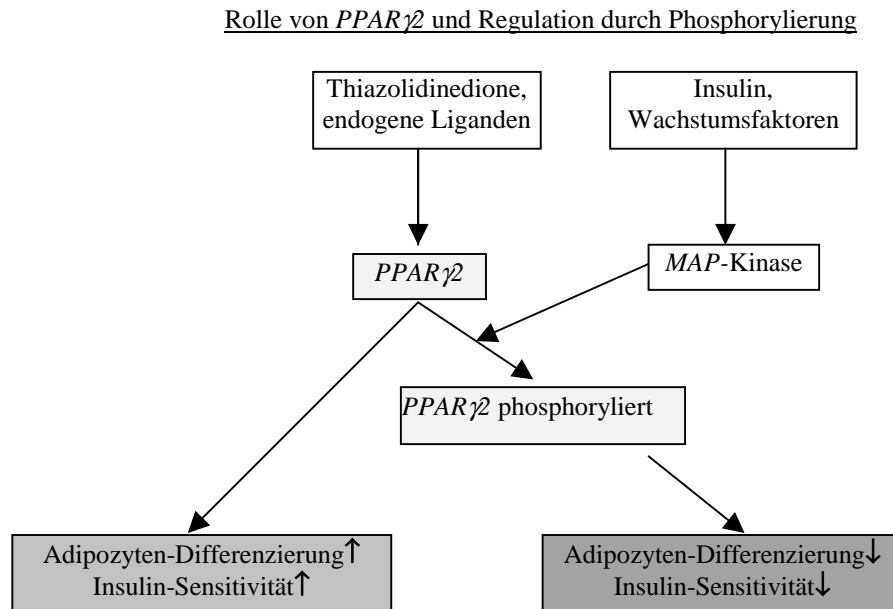 Rolle von PPARγ2 und Regulation durch Phosphorylierung
Thiazolidinedione,
endogene Liganden
Insulin,
Wachstumsfaktoren
PPARγ2
MAP-Kinase
PPARγ2 phosphoryliert
Adipozyten-Differenzierung↑
Insulin-Sensitivität↑
Adipozyten-Differenzierung↓
Insulin-Sensitivität↓